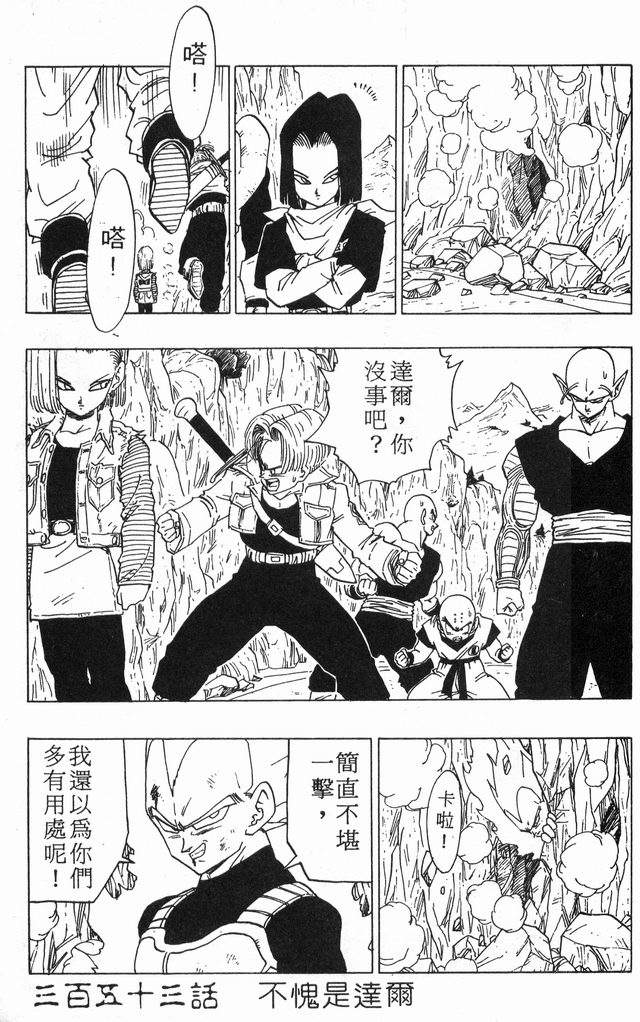 嗒！
嗒！
達爾，你
沒事吧？
卡
啦！
簡直不堪
一擊，
我還以為你們
多有用處呢！
三百五十三話 不愧是達爾